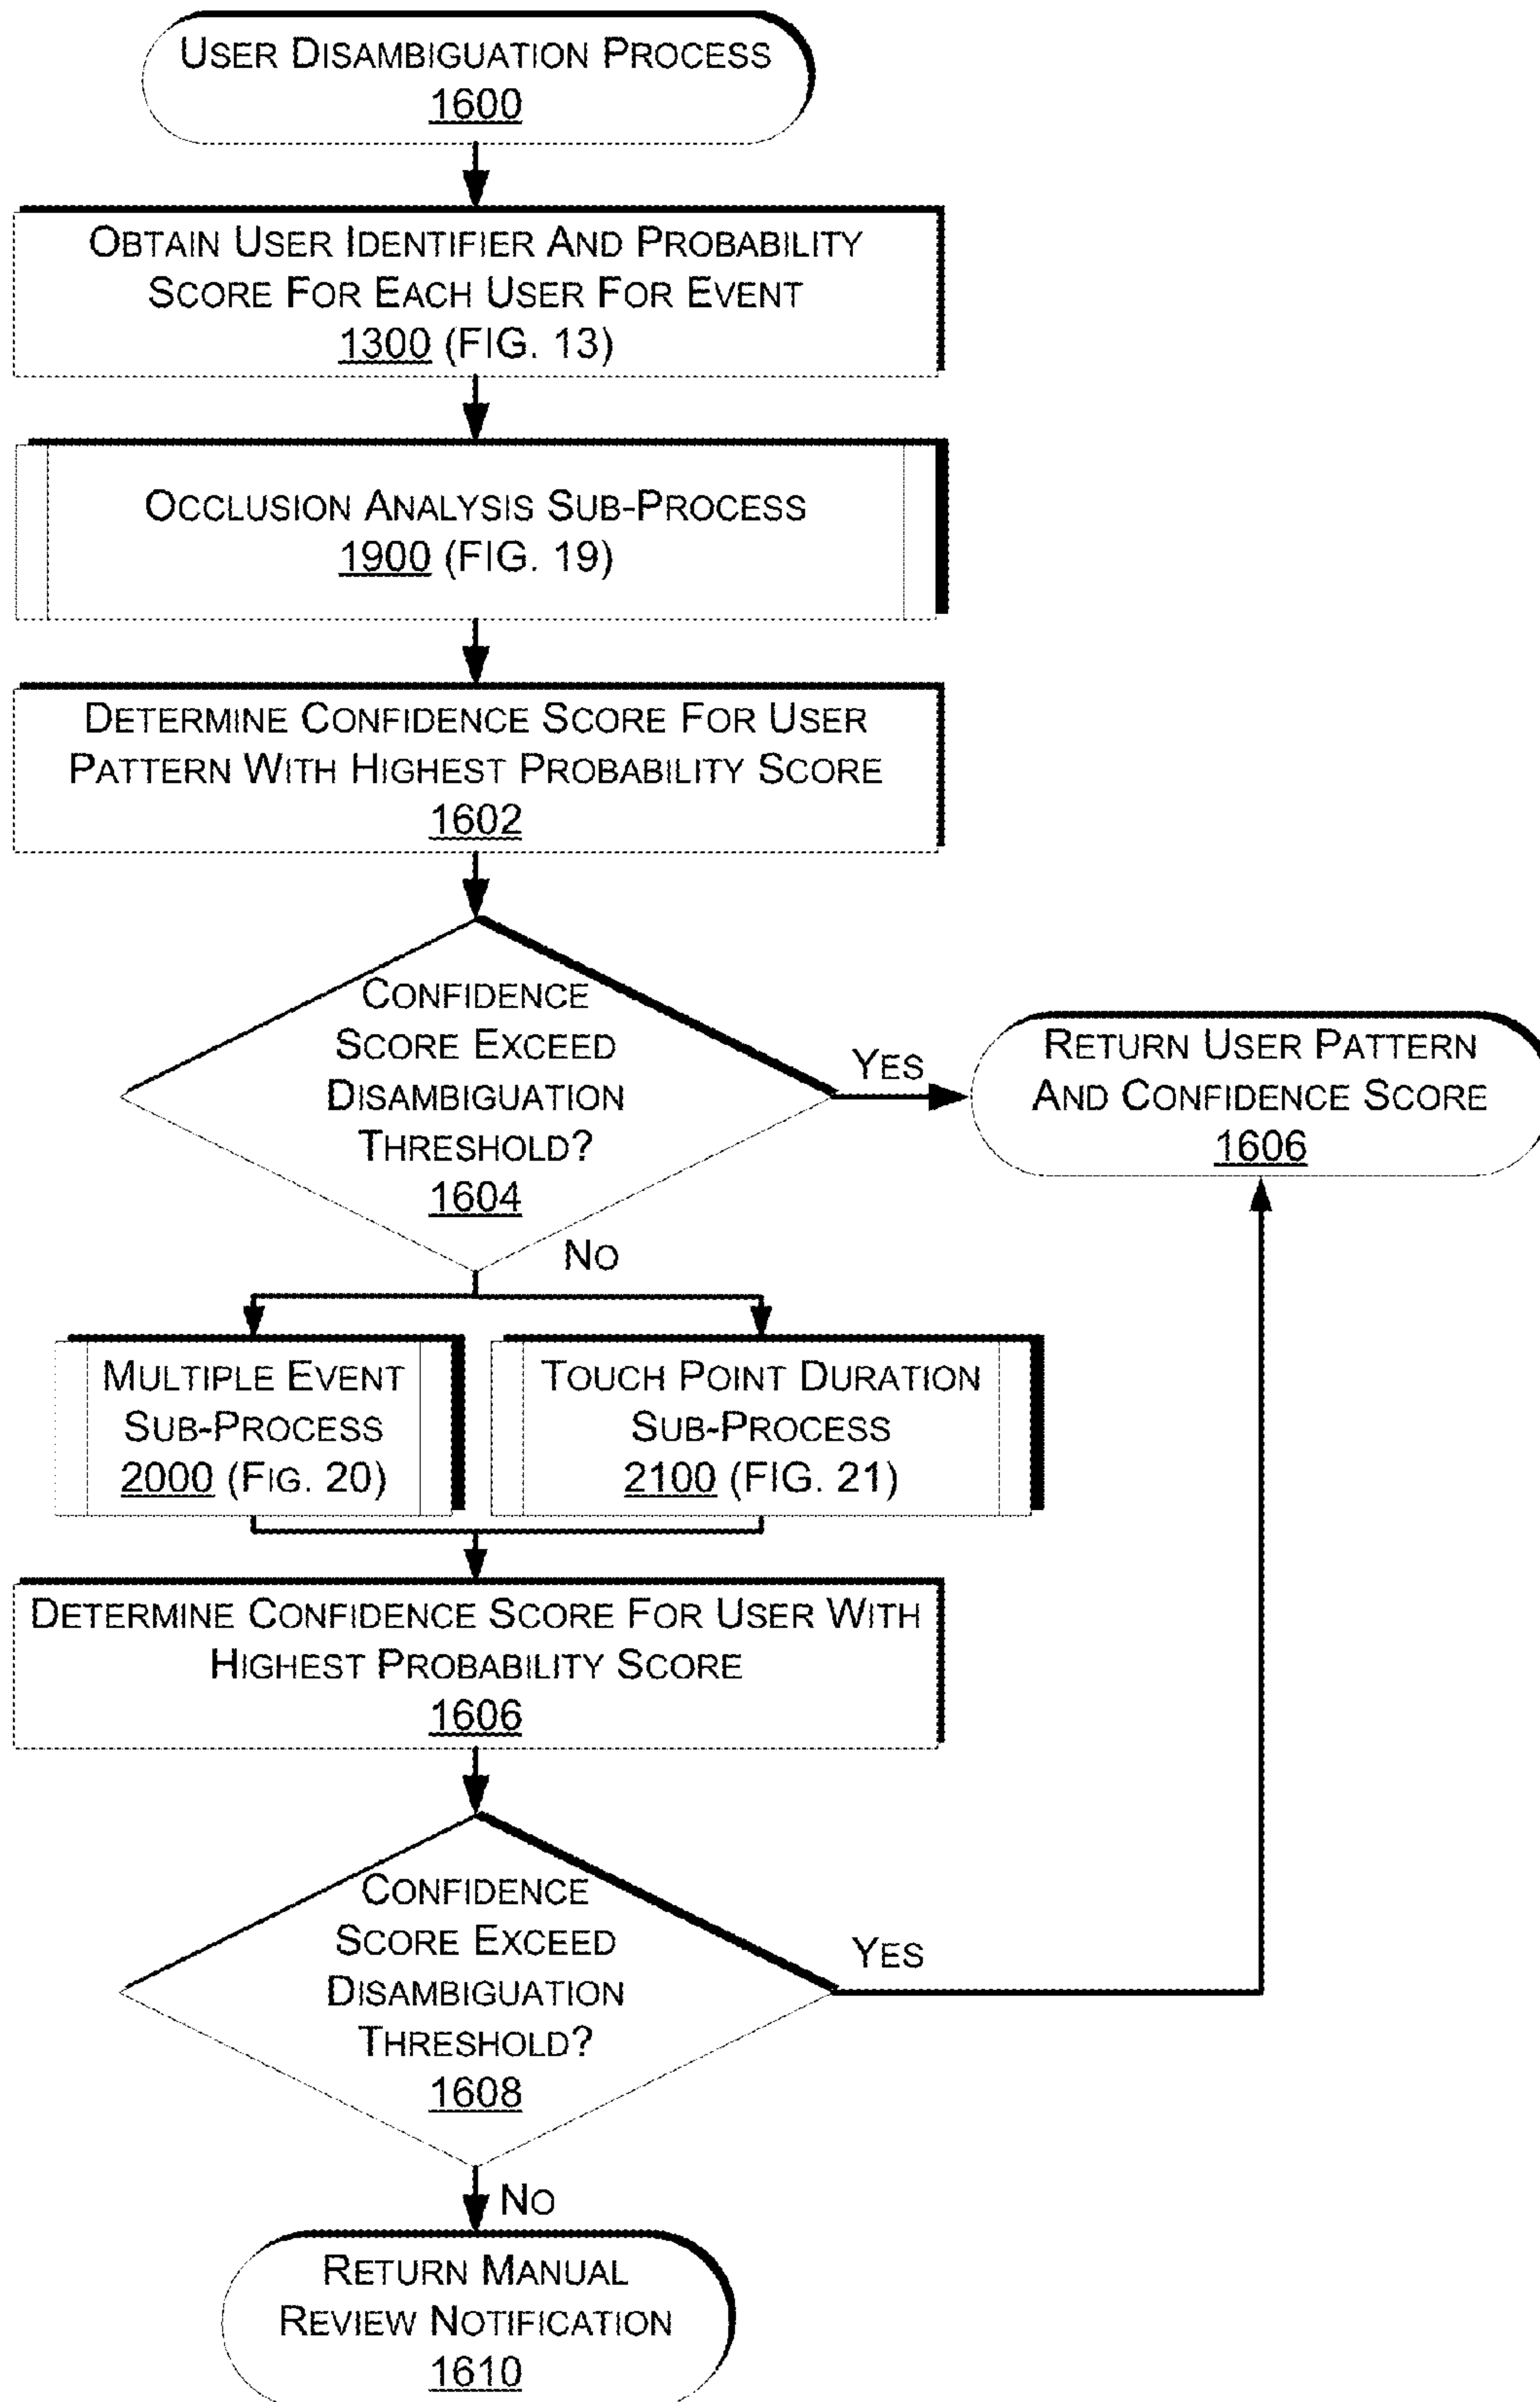 USER DISAMBIGUATION PROCESS
1600
OBTAIN USER IDENTIFIER AND PROBABILITY
SCORE FOR EACH USER FOR EVENT
1300 (FIG. 13)
OCCLUSION ANALYSIS SUB-PROCESS
1900 (FIG. 19)
DETERMINE CONFIDENCE SCORE FOR USER
PATTERN WITH HIGHEST PROBABILITY SCORE
1602
CONFIDENCE
SCORE EXCEED
DISAMBIGUATION
THRESHOLD?
1604
YES
RETURN USER PATTERN
AND CONFIDENCE SCORE
1606
NO
MULTIPLE EVENT
SUB-PROCESS
2000 (FIG. 20)
TOUCH POINT DURATION
SUB-PROCESS
2100 (FIG. 21)
DETERMINE CONFIDENCE SCORE FOR USER WITH
HIGHEST PROBABILITY SCORE
1606
CONFIDENCE
SCORE EXCEED
DISAMBIGUATION
THRESHOLD?
1608
YES
NO
RETURN MANUAL
REVIEW NOTIFICATION
1610